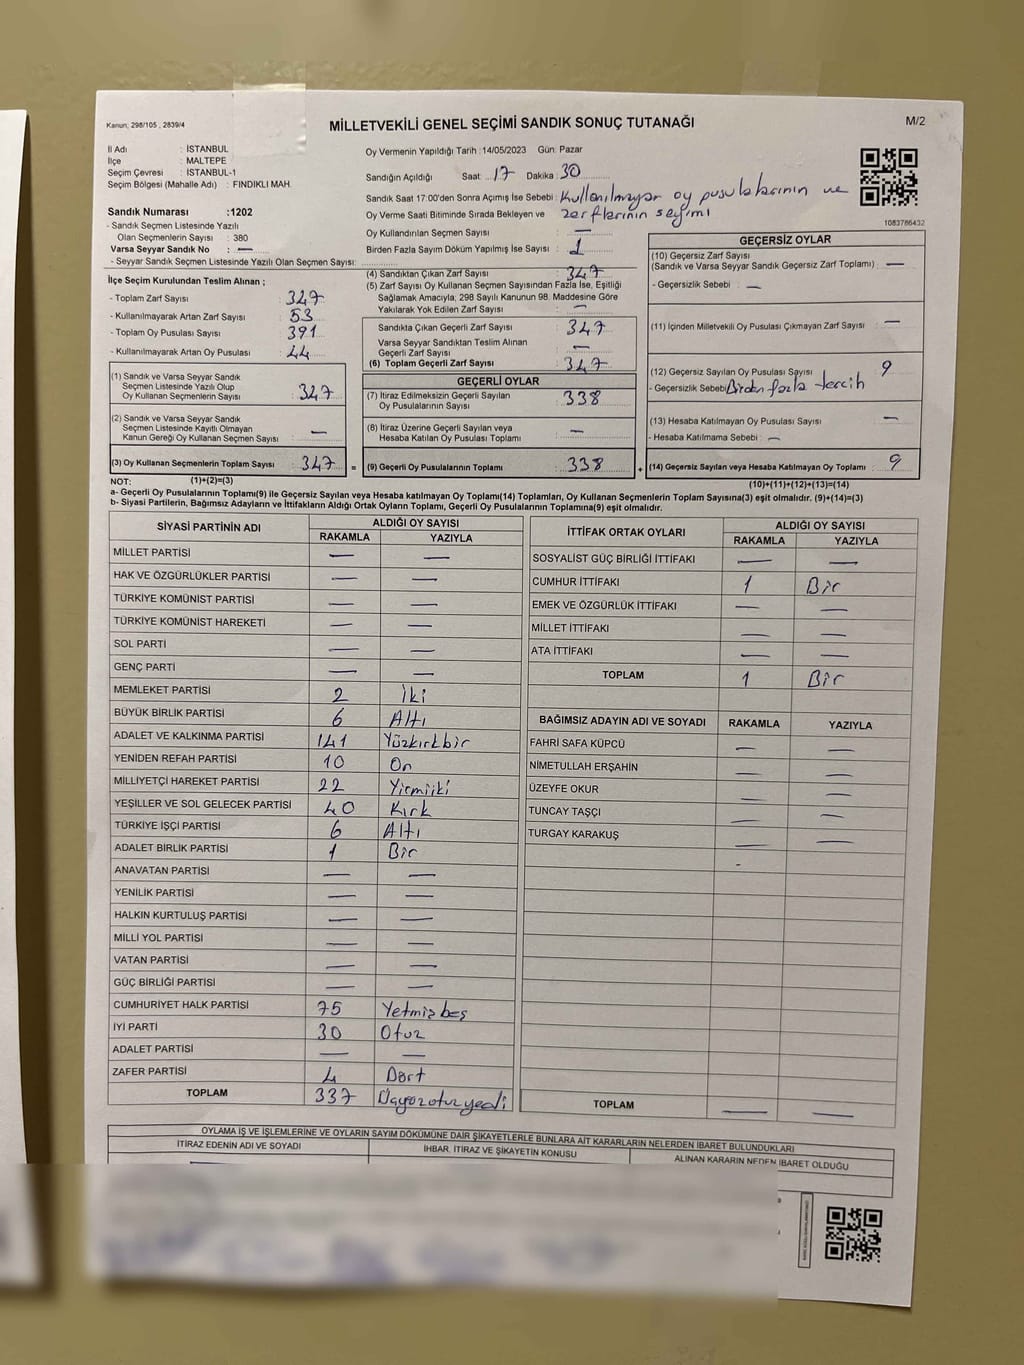 Kanun; 298/105 , 2839/4
MİLLETVEKİLİ GENEL SEÇİMİ SANDIK SONUÇ TUTANAĞI
M/2
İl Adı : İSTANBUL
İlçe : MALTEPE
Seçim Çevresi : İSTANBUL-1
Seçim Bölgesi (Mahalle Adı) : FINDIKLI MAH.
Sandık Numarası :1202
- Sandık Seçmen Listesinde Yazılı
Olan Seçmenlerin Sayısı : 380
Varsa Seyyar Sandık No : —
- Seyyar Sandık Seçmen Listesinde Yazılı Olan Seçmen Sayısı:
Oy Vermenin Yapıldığı Tarih :14/05/2023 Gün: Pazar
Sandığın Açıldığı Saat: 17 Dakika : 30
Sandık Saat 17:00'den Sonra Açılmış İse Sebebi : Kullanılmayan oy pusulalarının ve
Oy Verme Saati Bitiminde Sırada Bekleyen ve zarflarının sayımı
Oy Kullandırılan Seçmen Sayısı : —
Birden Fazla Sayım Döküm Yapılmış İse Sayısı : 1
1083766432
İlçe Seçim Kurulundan Teslim Alınan ;
- Toplam Zarf Sayısı : 347
- Kullanılmayarak Artan Zarf Sayısı : 53
- Toplam Oy Pusulası Sayısı : 391
- Kullanılmayarak Artan Oy Pusulası : 44
(1) Sandık ve Varsa Seyyar Sandık
Seçmen Listesinde Yazılı Olup
Oy Kullanan Seçmenlerin Sayısı : 347
(2) Sandık ve Varsa Seyyar Sandık
Seçmen Listesinde Kayıtlı Olmayan
Kanun Gereği Oy Kullanan Seçmen Sayısı : —
(3) Oy Kullanan Seçmenlerin Toplam Sayısı : 347 =
(4) Sandıktan Çıkan Zarf Sayısı : 347
(5) Zarf Sayısı Oy Kullanan Seçmen Sayısından Fazla İse, Eşitliği
Sağlamak Amacıyla; 298 Sayılı Kanunun 98. Maddesine Göre
Yakılarak Yok Edilen Zarf Sayısı : —
Sandıkta Çıkan Geçerli Zarf Sayısı : 347
Varsa Seyyar Sandıktan Teslim Alınan
Geçerli Zarf Sayısı : —
(6) Toplam Geçerli Zarf Sayısı : 347
GEÇERLİ OYLAR
(7) İtiraz Edilmeksizin Geçerli Sayılan
Oy Pusulalarının Sayısı : 338
(8) İtiraz Üzerine Geçerli Sayılan veya
Hesaba Katılan Oy Pusulası Toplamı : —
(9) Geçerli Oy Pusulalarının Toplamı : 338 +
GEÇERSİZ OYLAR
(10) Geçersiz Zarf Sayısı
(Sandık ve Varsa Seyyar Sandık Geçersiz Zarf Toplamı) : —
- Geçersizlik Sebebi : —
(11) İçinden Milletvekili Oy Pusulası Çıkmayan Zarf Sayısı : —
(12) Geçersiz Sayılan Oy Pusulası Sayısı : 9
- Geçersizlik Sebebi Birden fazla tercih
(13) Hesaba Katılmayan Oy Pusulası Sayısı : —
- Hesaba Katılmama Sebebi : —
(14) Geçersiz Sayılan veya Hesaba Katılmayan Oy Toplamı : 9
NOT: (1)+(2)=(3)
(10)+(11)+(12)+(13)=(14)
a- Geçerli Oy Pusulalarının Toplamı(9) ile Geçersiz Sayılan veya Hesaba katılmayan Oy Toplamı(14) Toplamları, Oy Kullanan Seçmenlerin Toplam Sayısına(3) eşit olmalıdır. (9)+(14)=(3)
b- Siyasi Partilerin, Bağımsız Adayların ve İttifakların Aldığı Ortak Oyların Toplamı, Geçerli Oy Pusulalarının Toplamına(9) eşit olmalıdır.
SİYASİ PARTİNİN ADI ALDIĞI OY SAYISI
RAKAMLA YAZIYLA
MİLLET PARTİSİ — —
HAK VE ÖZGÜRLÜKLER PARTİSİ — —
TÜRKİYE KOMÜNİST PARTİSİ — —
TÜRKİYE KOMÜNİST HAREKETİ — —
SOL PARTİ — —
GENÇ PARTİ — —
MEMLEKET PARTİSİ 2 İki
BÜYÜK BİRLİK PARTİSİ 6 Altı
ADALET VE KALKINMA PARTİSİ 141 Yüzkırkbir
YENİDEN REFAH PARTİSİ 10 On
MİLLİYETÇİ HAREKET PARTİSİ 22 Yirmiiki
YEŞİLLER VE SOL GELECEK PARTİSİ 40 Kırk
TÜRKİYE İŞÇİ PARTİSİ 6 Altı
ADALET BİRLİK PARTİSİ 1 Bir
ANAVATAN PARTİSİ — —
YENİLİK PARTİSİ — —
HALKIN KURTULUŞ PARTİSİ — —
MİLLİ YOL PARTİSİ — —
VATAN PARTİSİ — —
GÜÇ BİRLİĞİ PARTİSİ — —
CUMHURİYET HALK PARTİSİ 75 Yetmişbeş
İYİ PARTİ 30 Otuz
ADALET PARTİSİ — —
ZAFER PARTİSİ 4 Dört
TOPLAM 337 Üçyüzotuzyedi
İTTİFAK ORTAK OYLARI ALDIĞI OY SAYISI
RAKAMLA YAZIYLA
SOSYALİST GÜÇ BİRLİĞİ İTTİFAKI — —
CUMHUR İTTİFAKI 1 Bir
EMEK VE ÖZGÜRLÜK İTTİFAKI — —
MİLLET İTTİFAKI — —
ATA İTTİFAKI — —
TOPLAM 1 Bir
BAĞIMSIZ ADAYIN ADI VE SOYADI RAKAMLA YAZIYLA
FAHRİ SAFA KÜPCÜ — —
NİMETULLAH ERŞAHİN — —
ÜZEYFE OKUR — —
TUNCAY TAŞÇI — —
TURGAY KARAKUŞ — —
TOPLAM — —
OYLAMA İŞ VE İŞLEMLERİNE VE OYLARIN SAYIM DÖKÜMÜNE DAİR ŞİKAYETLERLE BUNLARA AİT KARARLARIN NELERDEN İBARET BULUNDUKLARI
İTİRAZ EDENİN ADI VE SOYADI
İHBAR, İTİRAZ VE ŞİKAYETİN KONUSU
ALINAN KARARIN NEDEN İBARET OLDUĞU